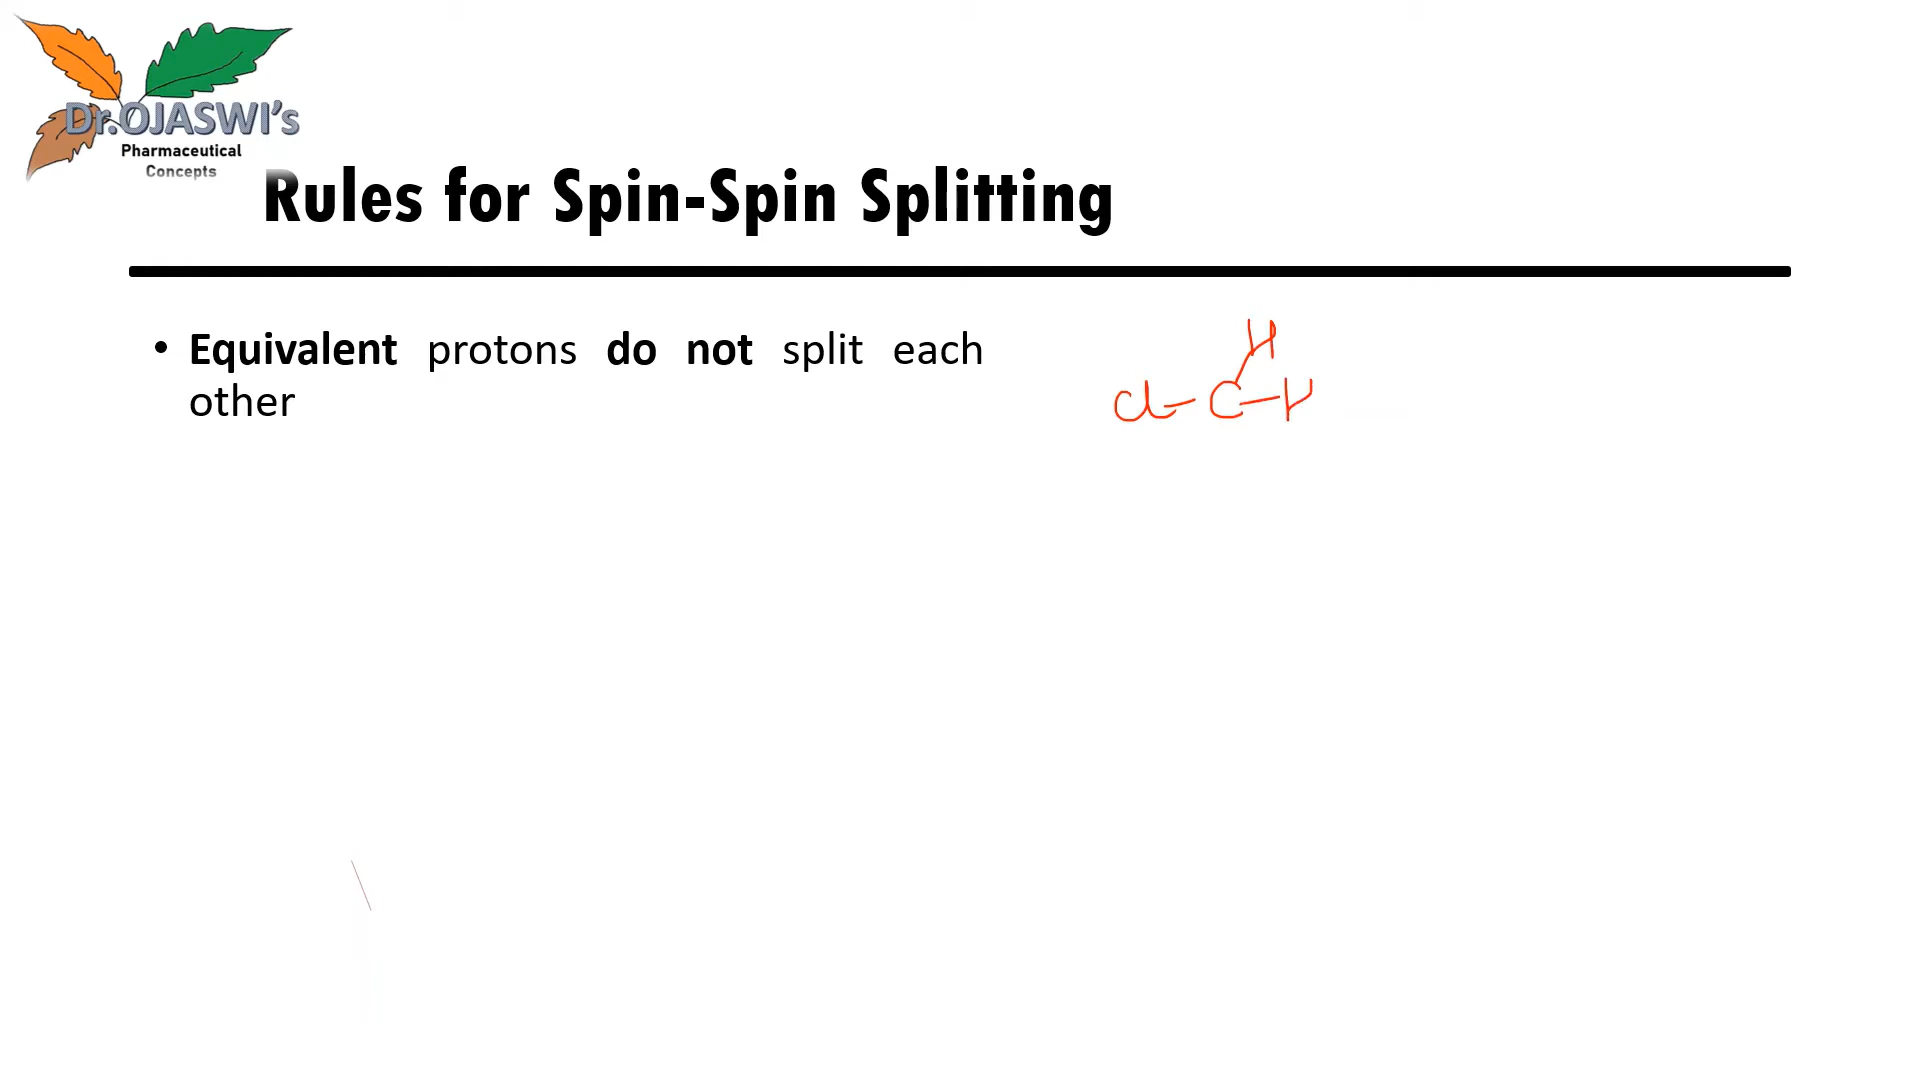 Dr.OJASWI's
Pharmaceutical
Concepts
Rules for Spin-Spin Splitting
• Equivalent protons do not split each
other
H
Cl-C-H